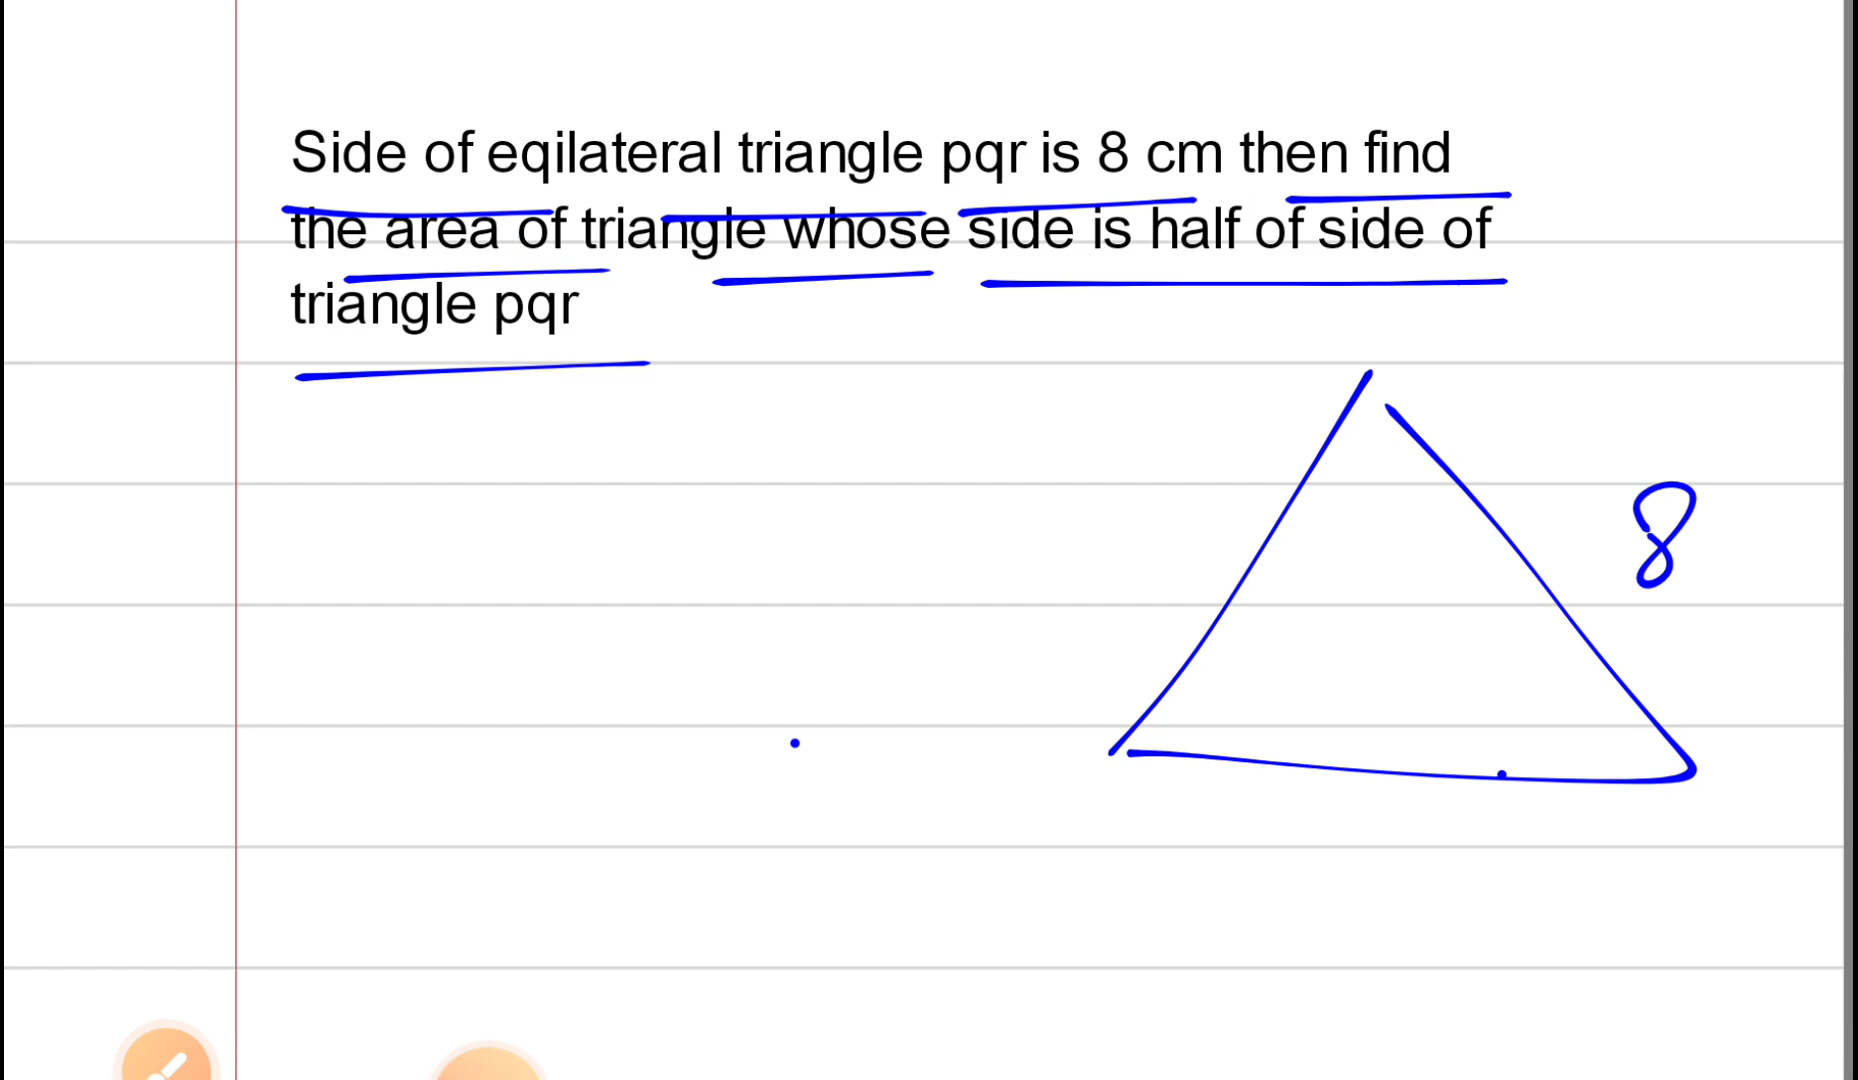 Side of eqilateral triangle pqr is 8 cm then find
the area of triangle whose side is half of side of
triangle pqr
8